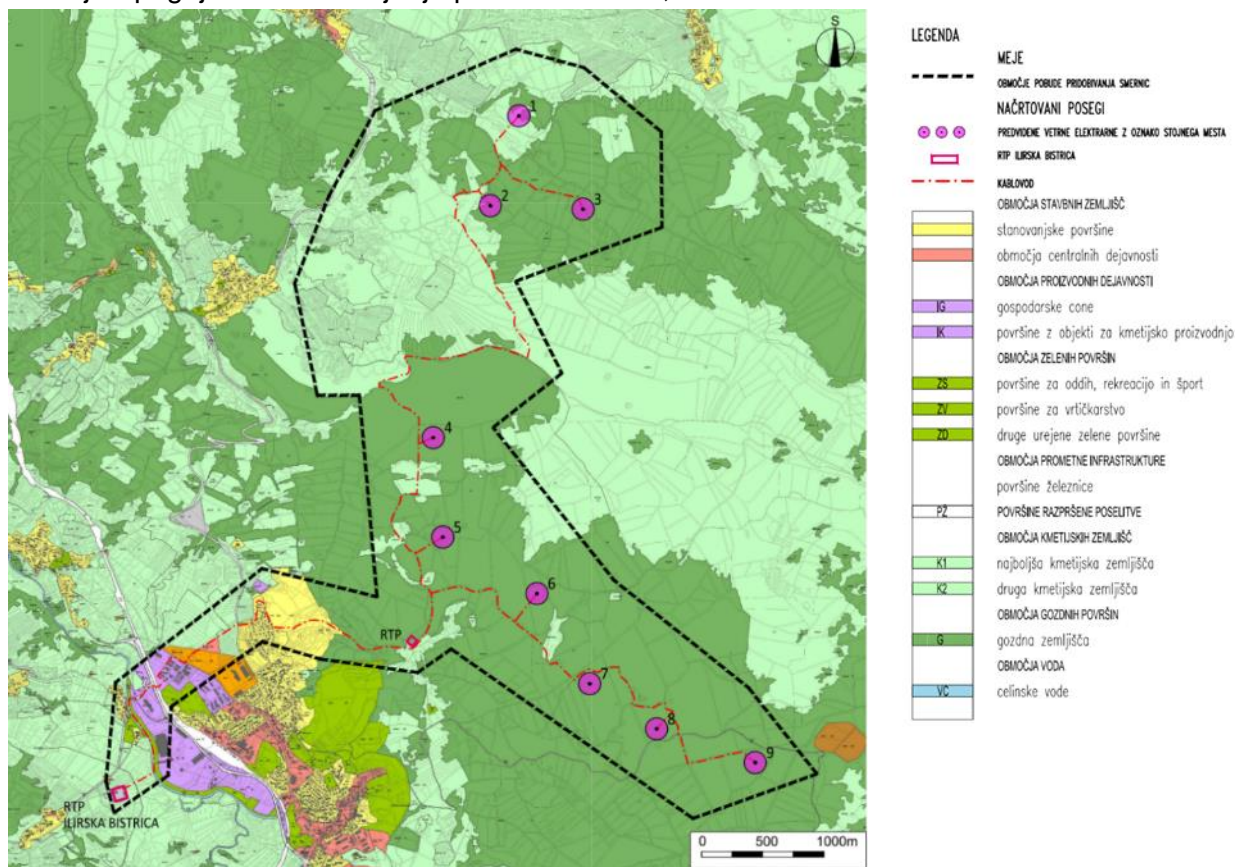 S
1
2
3
4
5
6
7
8
9
RTP
RTP
ILIRSKA BISTRICA
0 500 1000m
LEGENDA
MEJE
OBMOČJE POBUDE PRIDOBIVANJA SMERNIC
NAČRTOVANI POSEGI
PREDVIDENE VETRNE ELEKTRARNE Z OZNAKO STOJNEGA MESTA
RTP ILIRSKA BISTRICA
KABLOVOD
OBMOČJA STAVBNIH ZEMLJIŠČ
stanovanjske površine
območja centralnih dejavnosti
OBMOČJA PROIZVODNIH DEJAVNOSTI
IG gospodarske cone
IK površine z objekti za kmetijsko proizvodnjo
OBMOČJA ZELENIH POVRŠIN
ZS površine za oddih, rekreacijo in šport
ZV površine za vrtičkarstvo
ZD druge urejene zelene površine
OBMOČJA PROMETNE INFRASTRUKTURE
površine železnice
PŽ POVRŠINE RAZPRŠENE POSELITVE
OBMOČJA KMETIJSKIH ZEMLJIŠČ
K1 najboljša kmetijska zemljišča
K2 druga kmetijska zemljišča
OBMOČJA GOZDNIH POVRŠIN
G gozdna zemljišča
OBMOČJA VODA
VC celinske vode